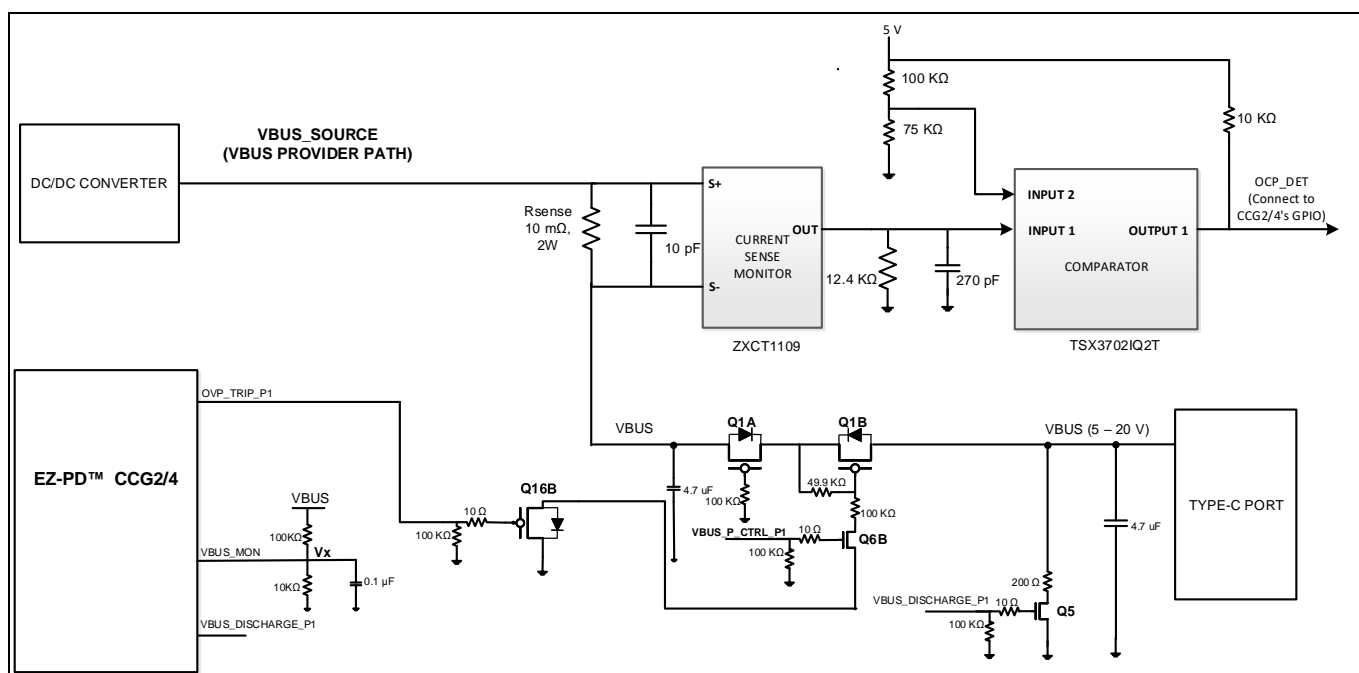 5 V
100 KΩ
75 KΩ
10 KΩ
VBUS_SOURCE
(VBUS PROVIDER PATH)
DC/DC CONVERTER
Rsense
10 mΩ,
2W
10 pF
S+
S-
OUT
CURRENT
SENSE
MONITOR
ZXCT1109
12.4 KΩ
270 pF
INPUT 2
INPUT 1
OUTPUT 1
COMPARATOR
TSX3702IQ2T
OCP_DET
(Connect to
CCG2/4's GPIO)
EZ-PD™ CCG2/4
OVP_TRIP_P1
VBUS
100KΩ
VBUS_MON
Vx
10KΩ
0.1 µF
VBUS_DISCHARGE_P1
Q16B
10 Ω
100 KΩ
VBUS
4.7 uF
Q1A
Q1B
100 KΩ
49.9 KΩ
100 KΩ
VBUS_P_CTRL_P1
10 Ω
100 KΩ
Q6B
VBUS (5 – 20 V)
200 Ω
VBUS_DISCHARGE_P1
10 Ω
100 KΩ
Q5
4.7 uF
TYPE-C PORT